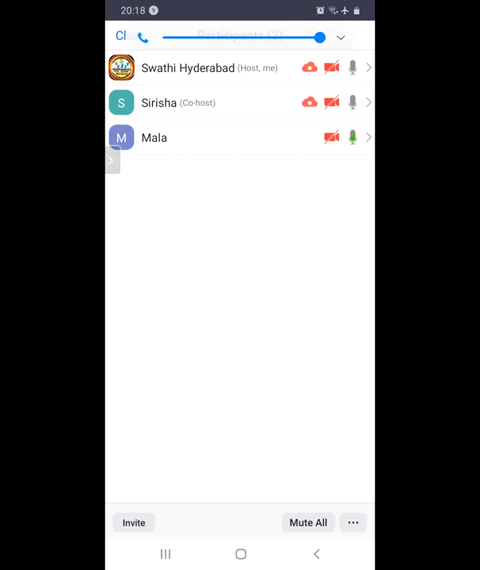 20:18
Cl Participants (3)
Swathi Hyderabad (Host, me)
S Sirisha (Co-host)
M Mala
Invite Mute All ...